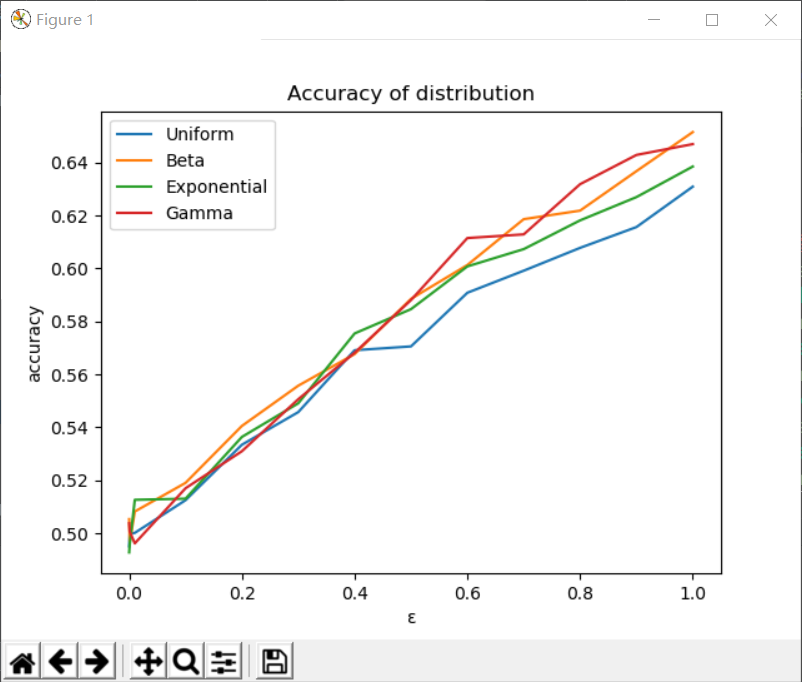 Figure 1
Accuracy of distribution
Uniform
Beta
Exponential
Gamma
0.64
0.62
0.60
0.58
0.56
0.54
0.52
0.50
accuracy
0.0 0.2 0.4 0.6 0.8 1.0
ε